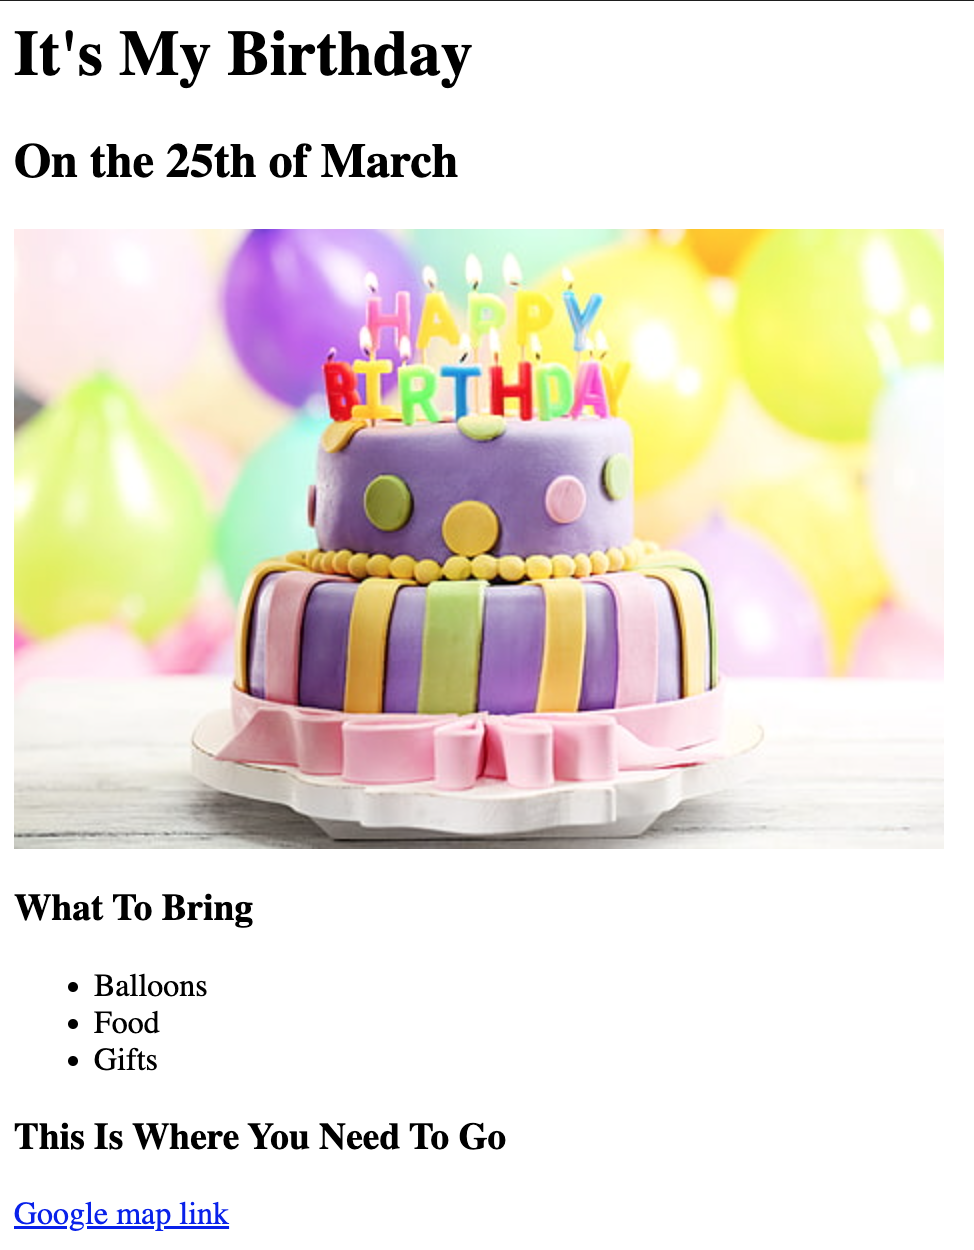 It's My Birthday
On the 25th of March
HAPPY
BIRTHDAY
What To Bring
Balloons
Food
Gifts
This Is Where You Need To Go
Google map link